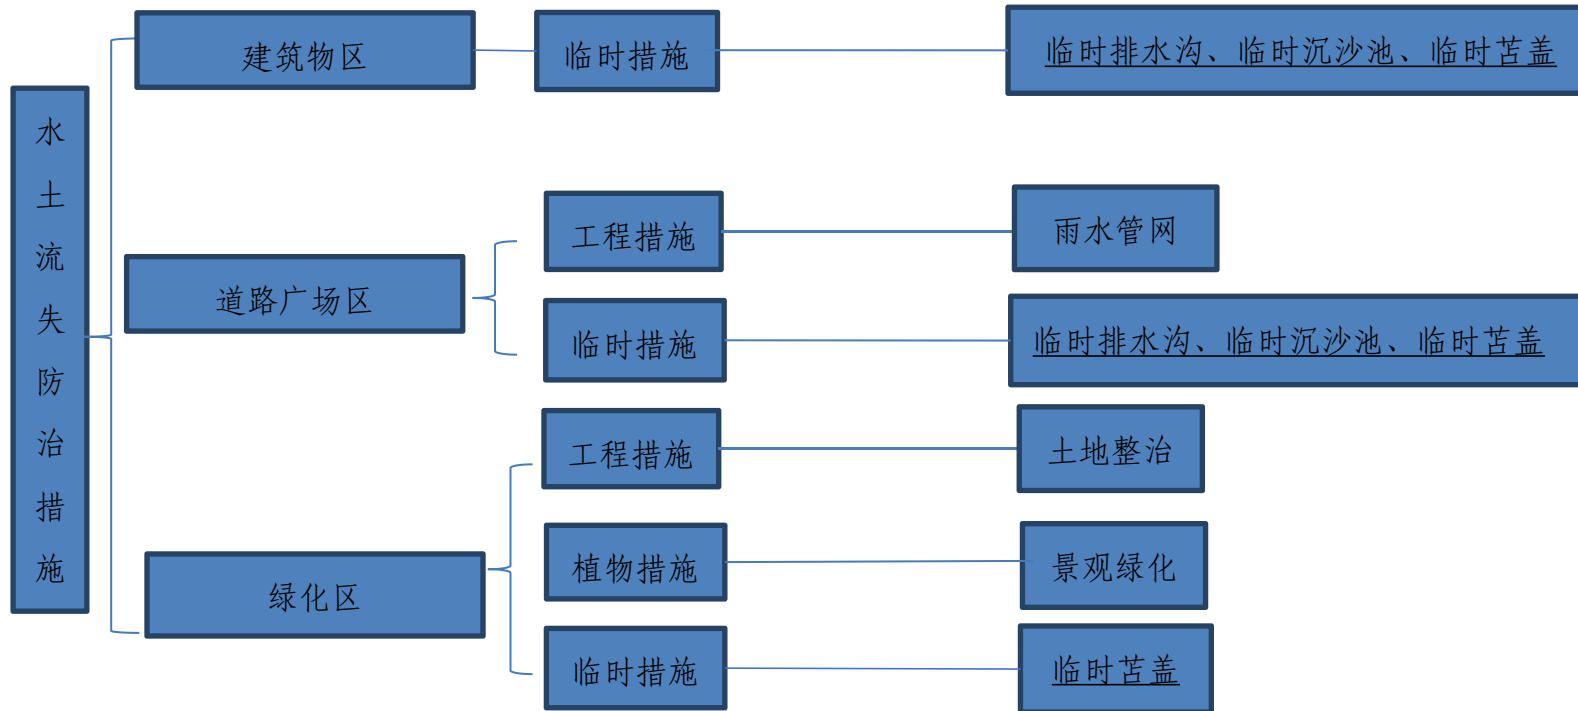 水土流失防治措施
建筑物区
临时措施
临时排水沟、临时沉沙池、临时苫盖
道路广场区
工程措施
雨水管网
临时措施
临时排水沟、临时沉沙池、临时苫盖
绿化区
工程措施
土地整治
植物措施
景观绿化
临时措施
临时苫盖